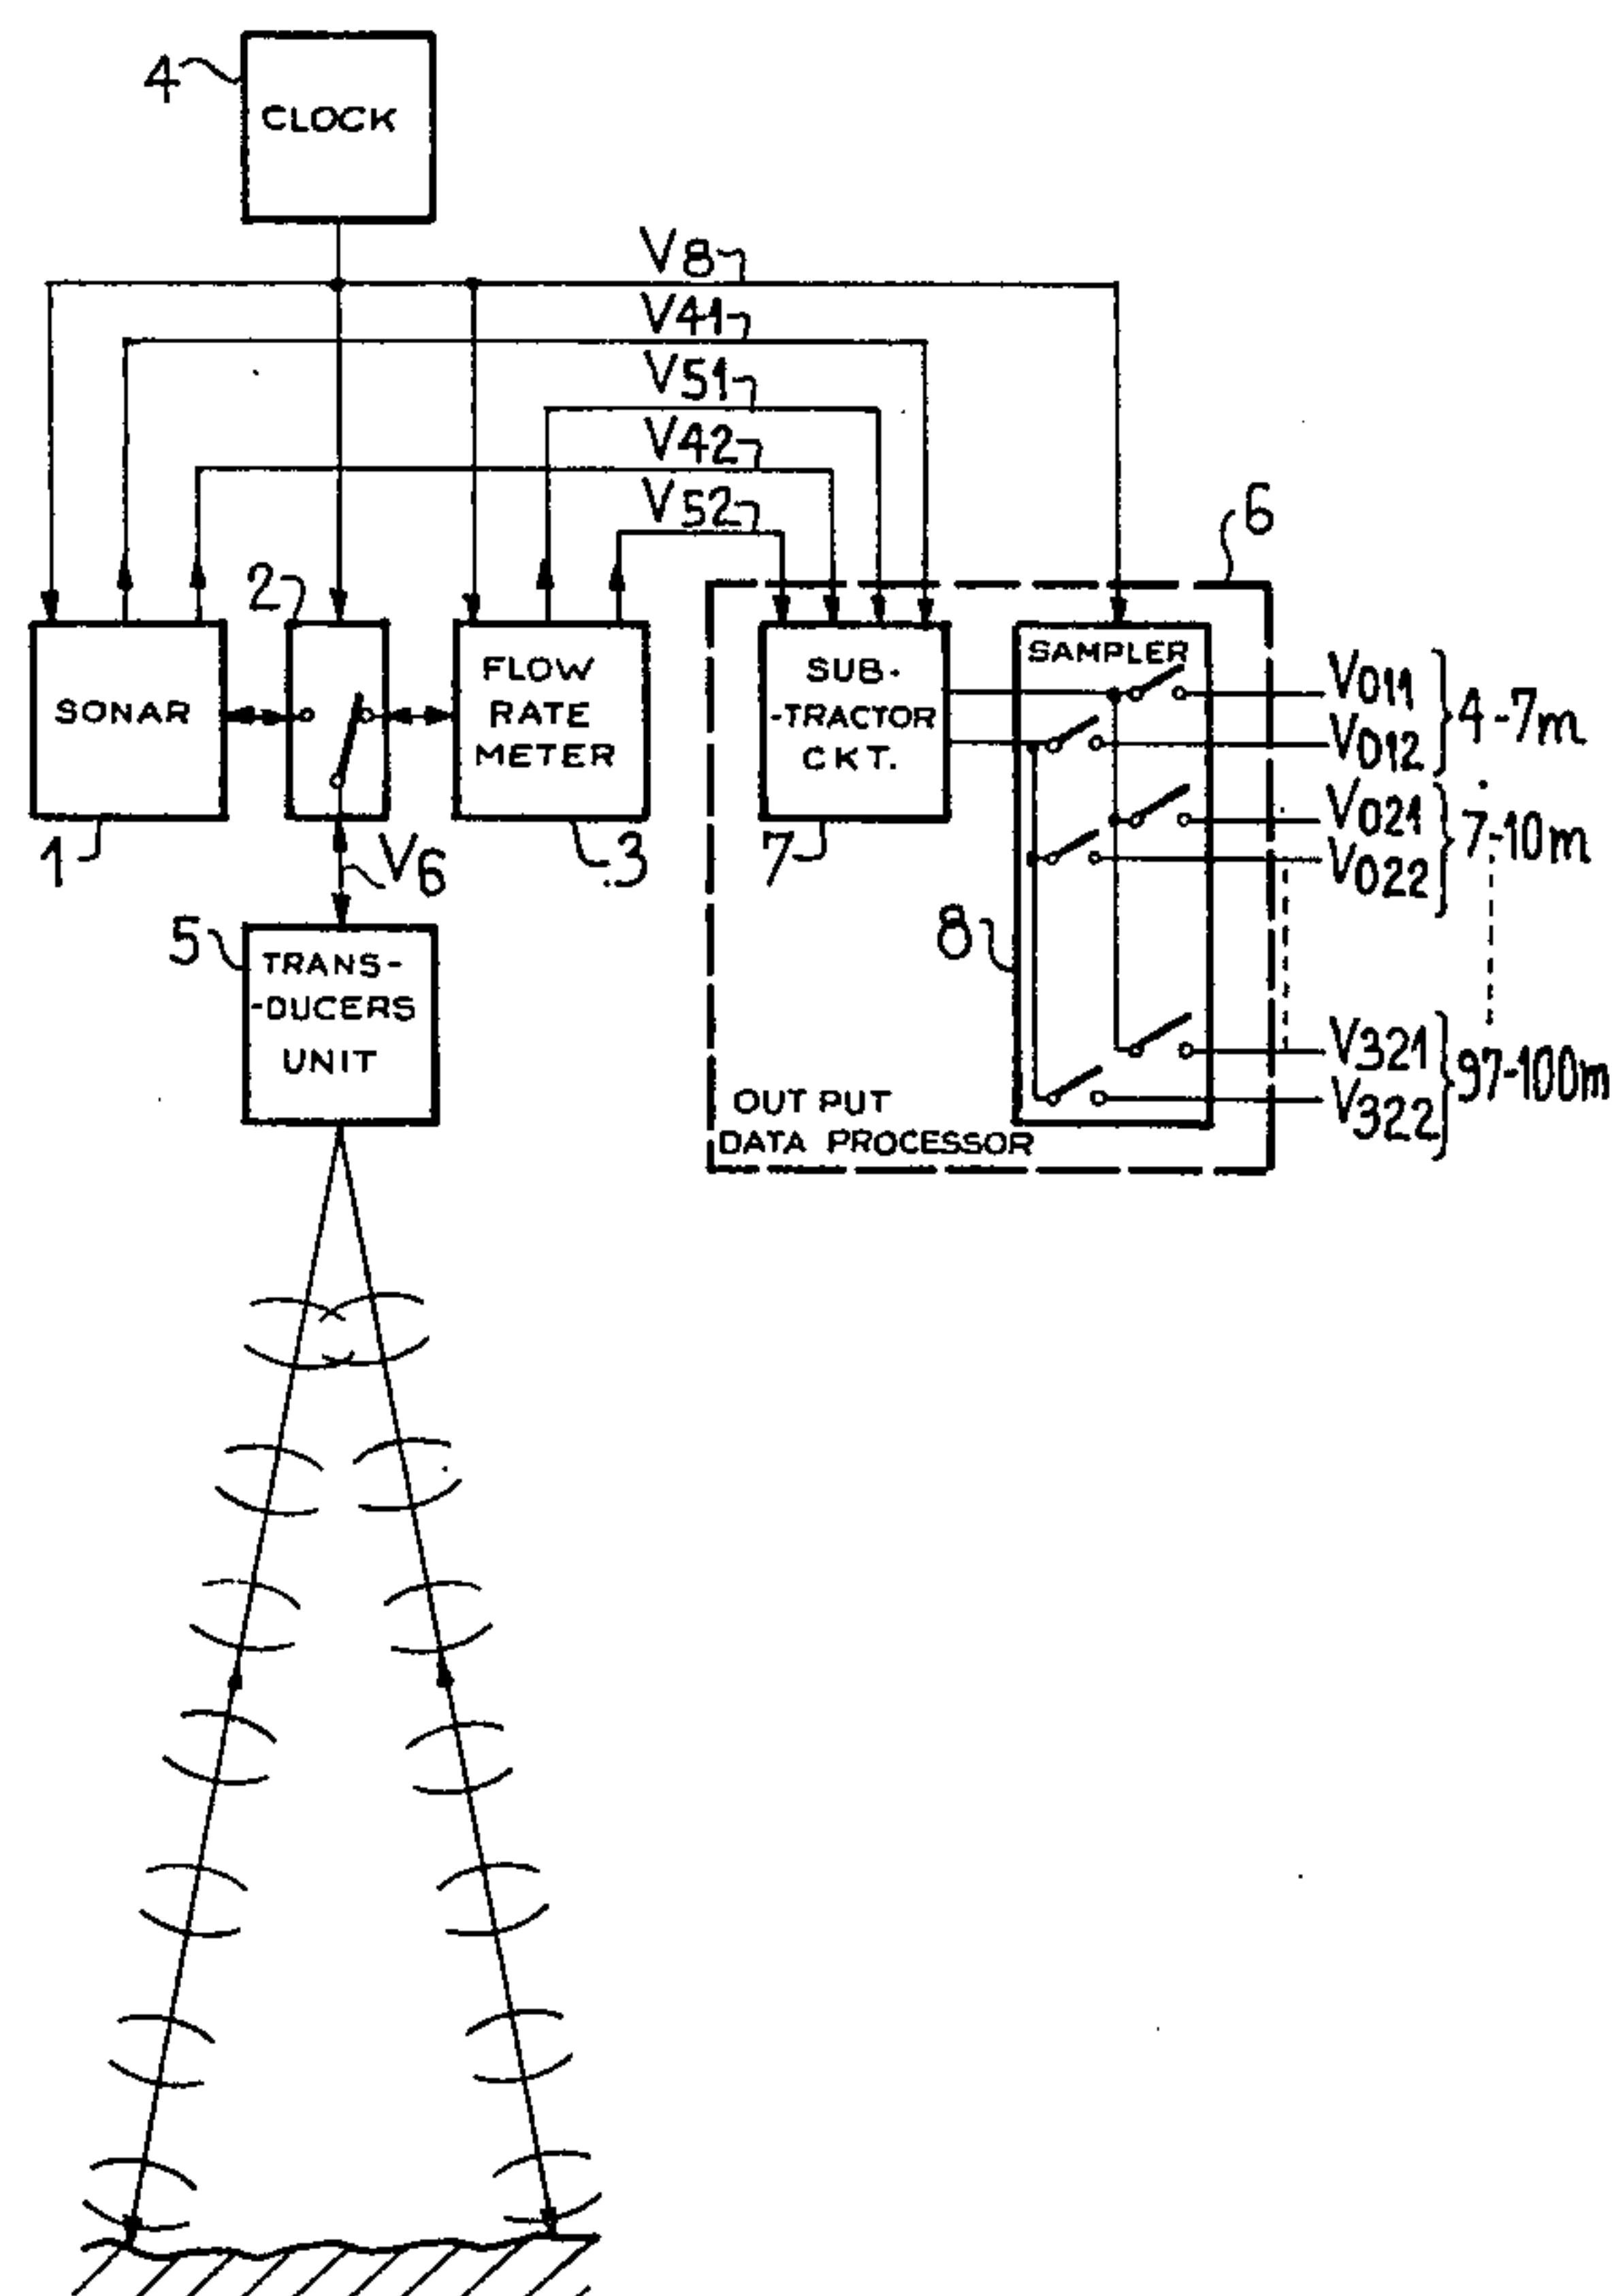 4
CLOCK
V8
V41
V51
V42
V52
6
2
SONAR
FLOW
RATE
METER
SUB-
-TRACTOR
CKT.
SAMPLER
V011
V012
4-7m
V021
V022
7-10m
1
V6
3
7
8
5
TRANS-
-DUCERS
UNIT
V321
V322
97-100m
OUTPUT
DATA PROCESSOR